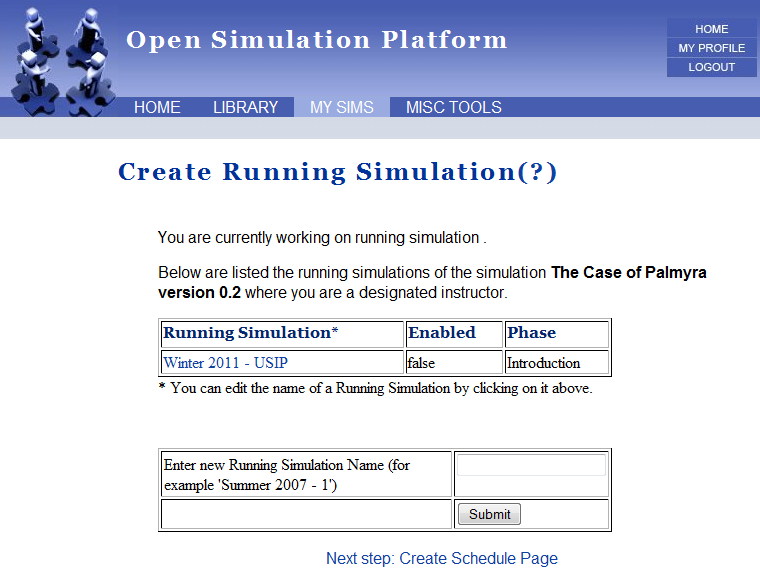 Open Simulation Platform
HOME
MY PROFILE
LOGOUT
HOME LIBRARY MY SIMS MISC TOOLS
Create Running Simulation(?)
You are currently working on running simulation .
Below are listed the running simulations of the simulation The Case of Palmyra
version 0.2 where you are a designated instructor.
Running Simulation* Enabled Phase
Winter 2011 - USIP false Introduction
* You can edit the name of a Running Simulation by clicking on it above.
Enter new Running Simulation Name (for
example 'Summer 2007 - 1')
Submit
Next step: Create Schedule Page